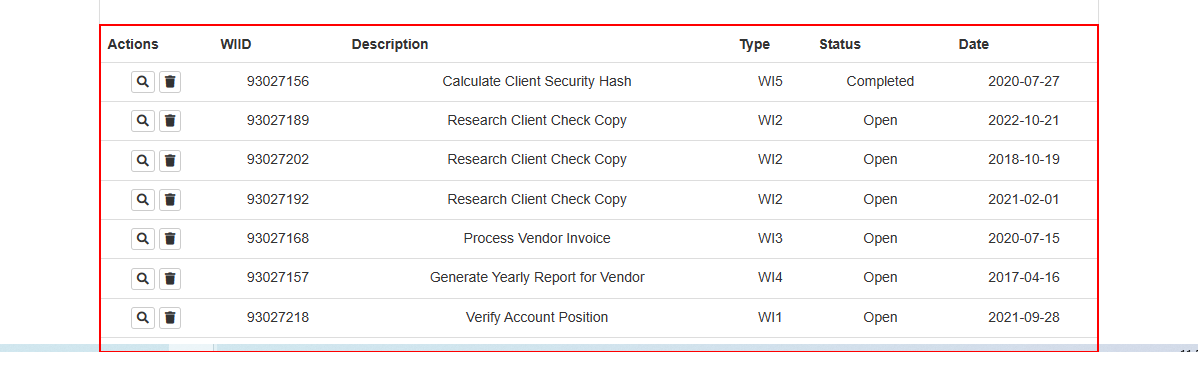 Actions WIID Description Type Status Date
93027156 Calculate Client Security Hash WI5 Completed 2020-07-27
93027189 Research Client Check Copy WI2 Open 2022-10-21
93027202 Research Client Check Copy WI2 Open 2018-10-19
93027192 Research Client Check Copy WI2 Open 2021-02-01
93027168 Process Vendor Invoice WI3 Open 2020-07-15
93027157 Generate Yearly Report for Vendor WI4 Open 2017-04-16
93027218 Verify Account Position WI1 Open 2021-09-28